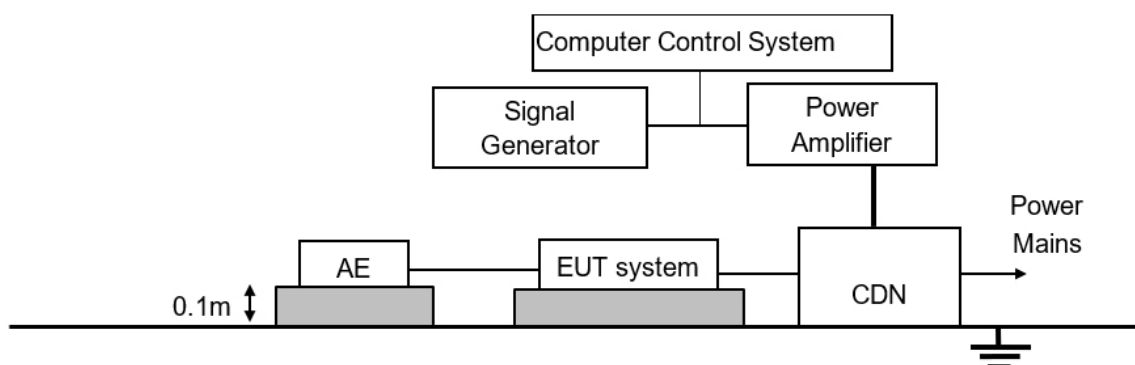 Computer Control System
Signal
Generator
Power
Amplifier
Power
Mains
AE
EUT system
CDN
0.1m